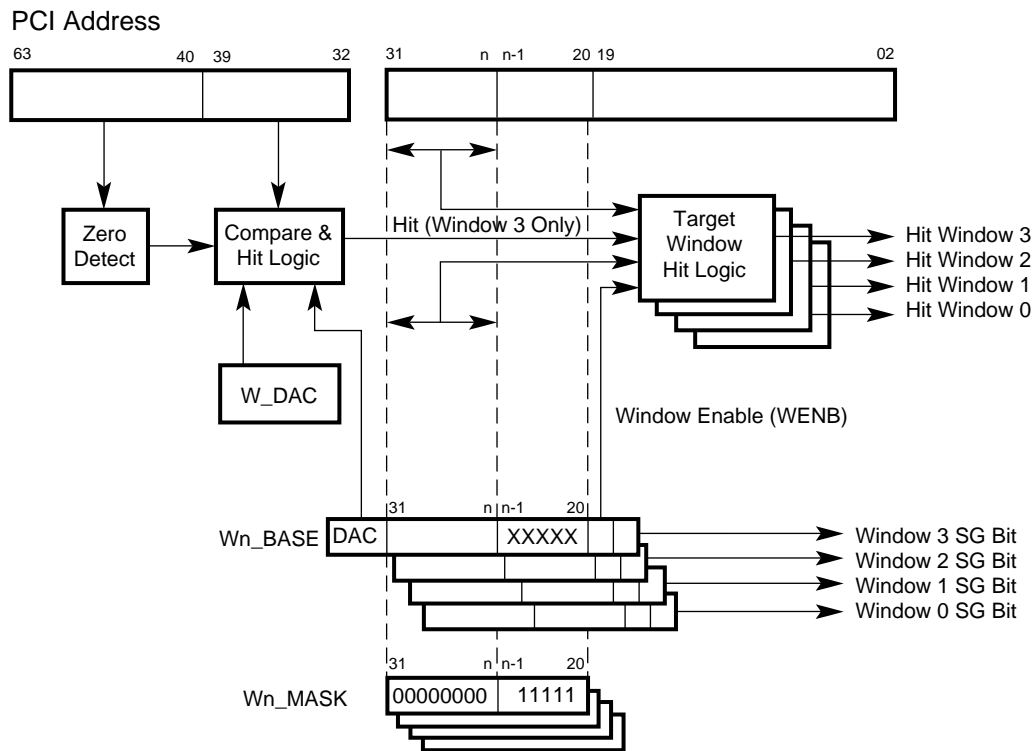 PCI Address
63 40 39 32 31 n n-1 20 19 02
Zero
Detect
Compare &
Hit Logic
Hit (Window 3 Only)
Target
Window
Hit Logic
Hit Window 3
Hit Window 2
Hit Window 1
Hit Window 0
W_DAC
Window Enable (WENB)
31 n n-1 20
Wn_BASE DAC XXXXX
Window 3 SG Bit
Window 2 SG Bit
Window 1 SG Bit
Window 0 SG Bit
31 n n-1 20
Wn_MASK 00000000 11111